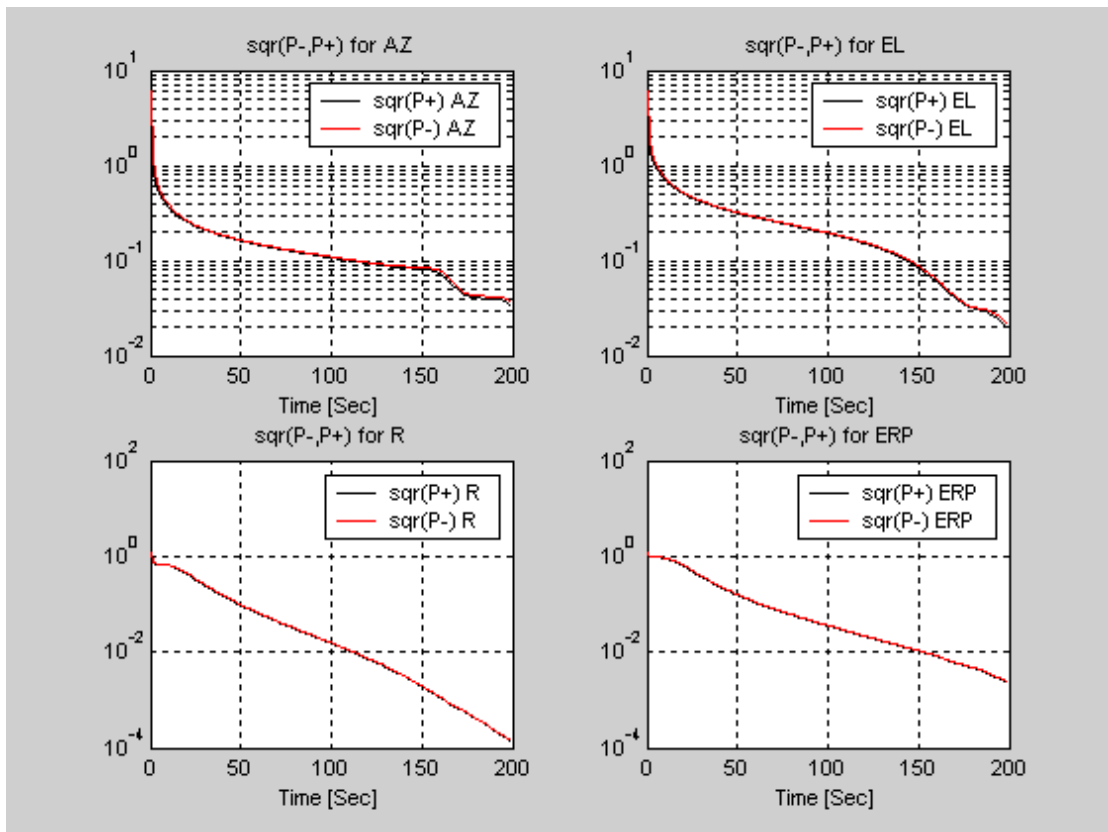 sqr(P-,P+) for AZ
10^1
10^0
10^-1
10^-2
sqr(P+) AZ
sqr(P-) AZ
0 50 100 150 200
Time [Sec]
sqr(P-,P+) for EL
10^1
10^0
10^-1
10^-2
sqr(P+) EL
sqr(P-) EL
0 50 100 150 200
Time [Sec]
sqr(P-,P+) for R
10^2
10^0
10^-2
10^-4
sqr(P+) R
sqr(P-) R
0 50 100 150 200
Time [Sec]
sqr(P-,P+) for ERP
10^2
10^0
10^-2
10^-4
sqr(P+) ERP
sqr(P-) ERP
0 50 100 150 200
Time [Sec]